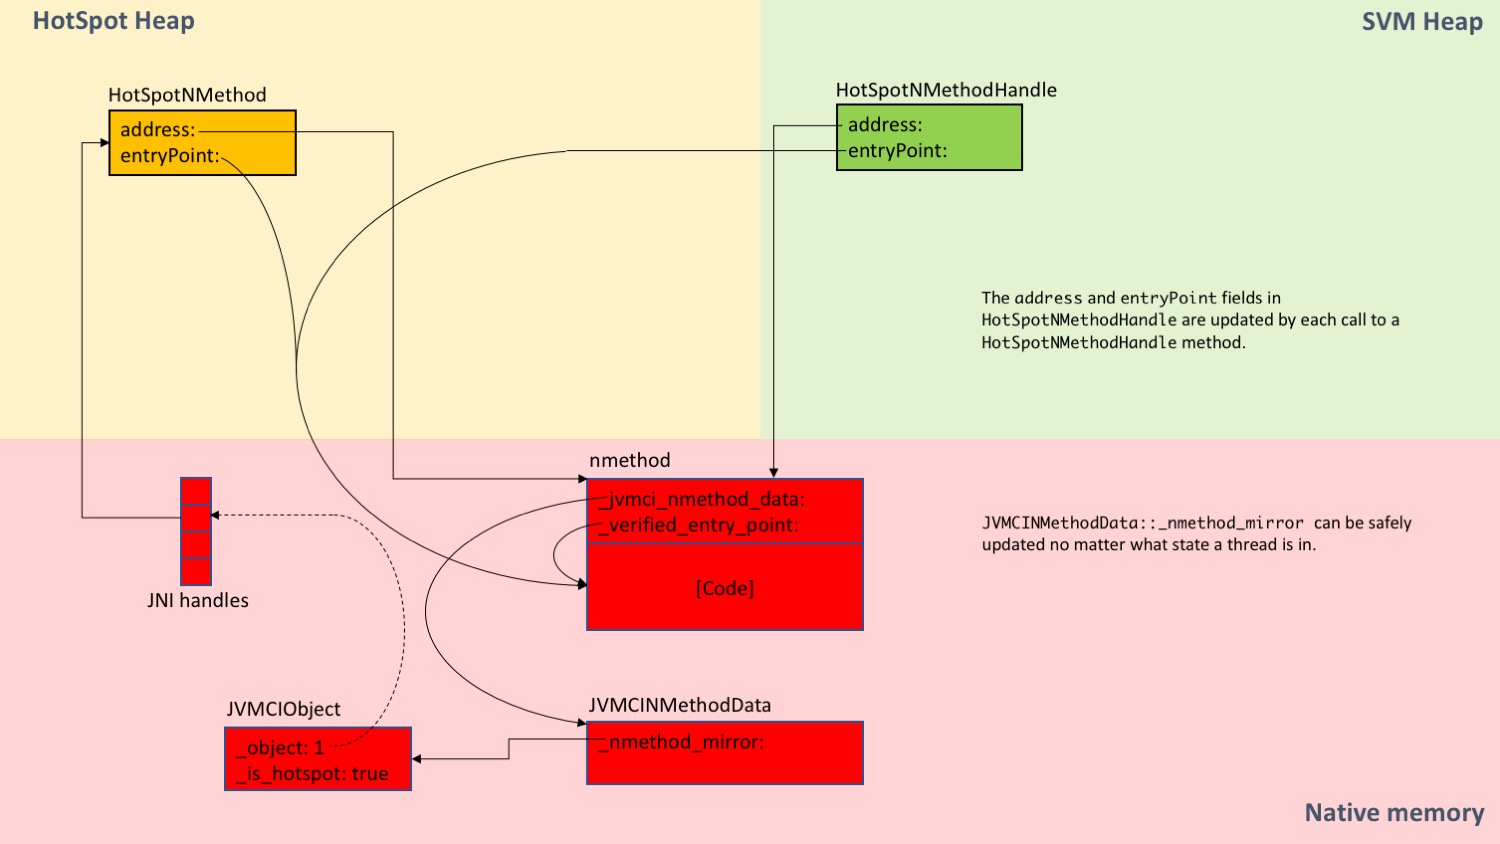 HotSpot Heap
SVM Heap
HotSpotNMethod
address:
entryPoint:
HotSpotNMethodHandle
address:
entryPoint:
The address and entryPoint fields in
HotSpotNMethodHandle are updated by each call to a
HotSpotNMethodHandle method.
nmethod
_jvmci_nmethod_data:
_verified_entry_point:
[Code]
JVMCINMethodData::_nmethod_mirror can be safely
updated no matter what state a thread is in.
JNI handles
JVMCIObject
_object: 1
_is_hotspot: true
JVMCINMethodData
_nmethod_mirror:
Native memory